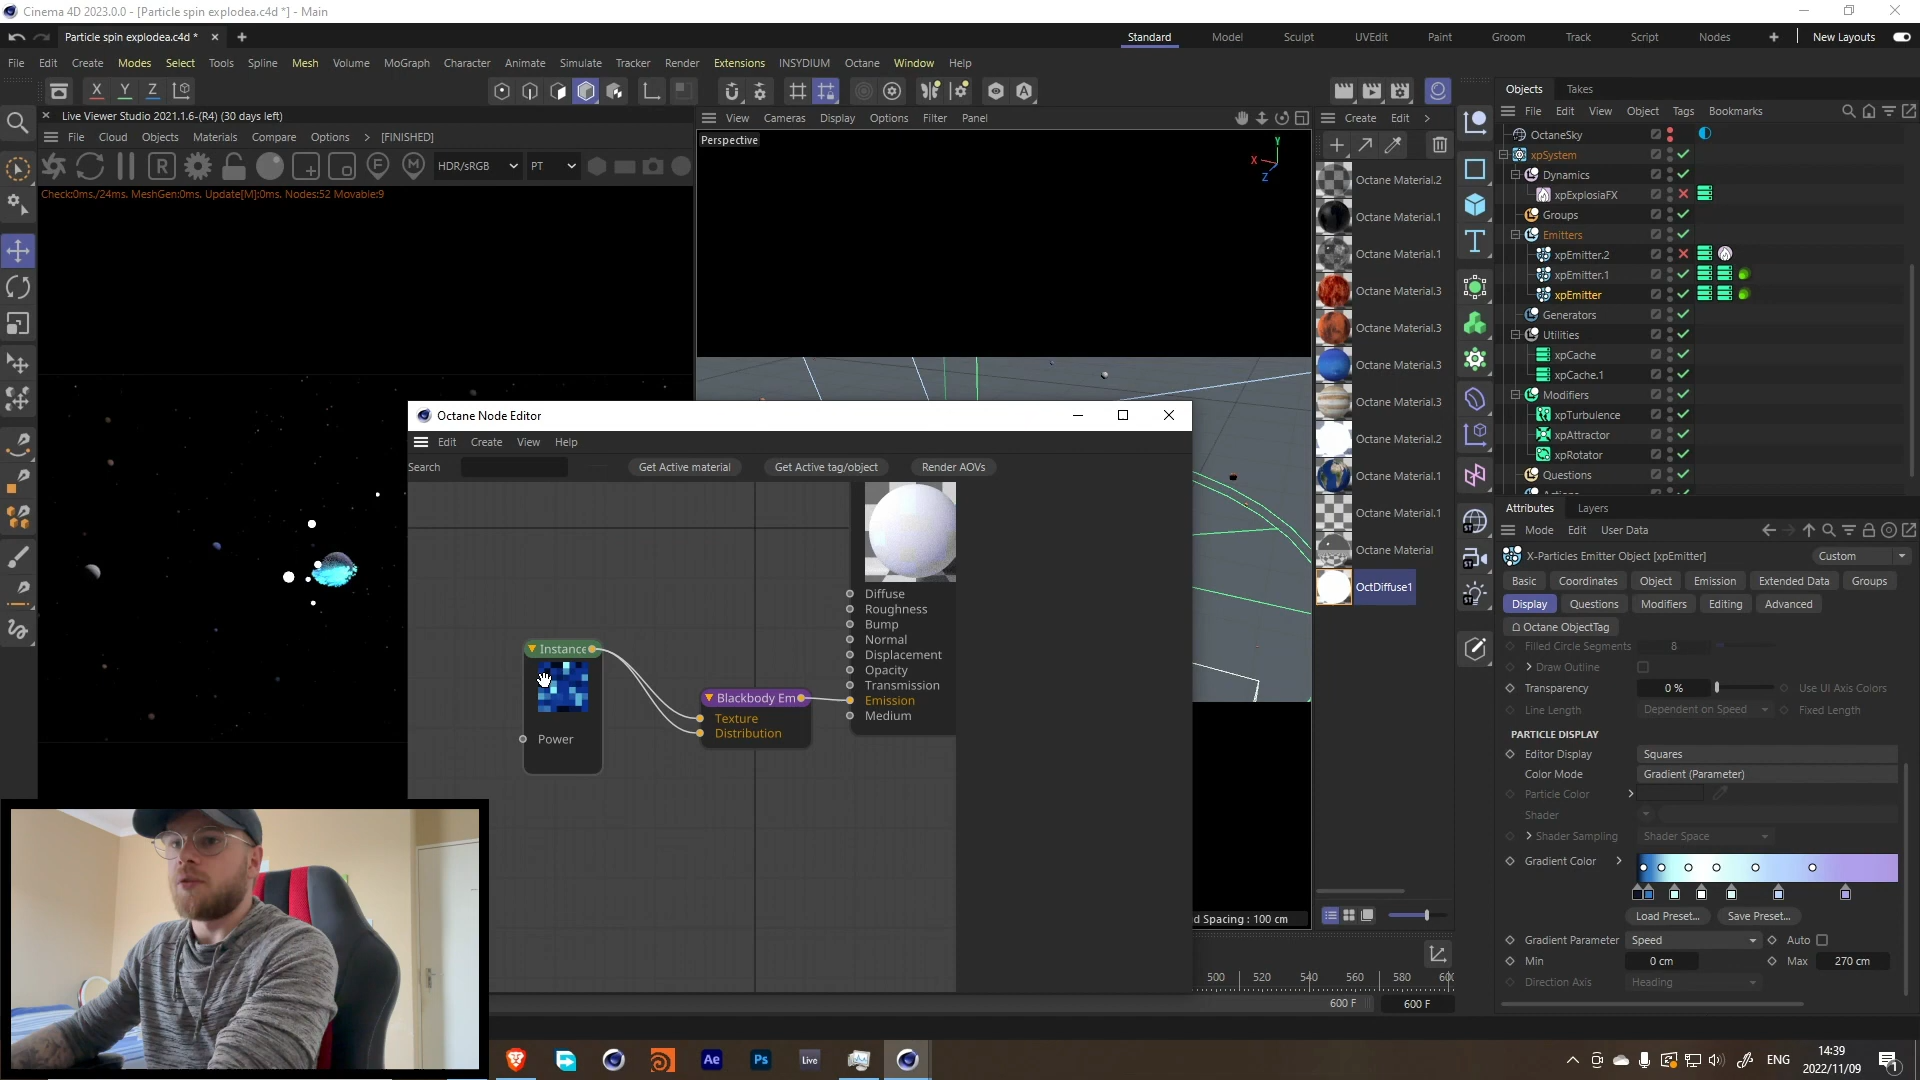 Cinema 4D 2023.0.0 - [Particle spin explodea.c4d *] - Main
Particle spin explodea.c4d *
Standard
Model
Sculpt
UVEdit
Paint
Groom
Track
Script
Nodes
New Layouts
File
Edit
Create
Modes
Select
Tools
Spline
Mesh
Volume
MoGraph
Character
Animate
Simulate
Tracker
Render
Extensions
INSYDIUM
Octane
Window
Help
X
Y
Z
Live Viewer Studio 2021.1.6-(R4) (30 days left)
File
Cloud
Objects
Materials
Compare
Options
>
[FINISHED]
HDR/sRGB
PT
Check:0ms./24ms. MeshGen:0ms. Update[M]:0ms. Nodes:52 Movable:9
View
Cameras
Display
Options
Filter
Panel
Perspective
Y
X
Z
Create
Edit
>
Octane Material.2
Octane Material.1
Octane Material.1
Octane Material.3
Octane Material.3
Octane Material.3
Octane Material.3
Octane Material.2
Octane Material.1
Octane Material.1
Octane Material
OctDiffuse1
Octane Node Editor
Edit
Create
View
Help
Search
Get Active material
Get Active tag/object
Render AOVs
Instance
Power
Blackbody Em
Texture
Distribution
Diffuse
Roughness
Bump
Normal
Displacement
Opacity
Transmission
Emission
Medium
d Spacing : 100 cm
500
520
540
560
580
600 F
600 F
Objects
Takes
File
Edit
View
Object
Tags
Bookmarks
OctaneSky
xpSystem
Dynamics
xpExplosiaFX
Groups
Emitters
xpEmitter.2
xpEmitter.1
xpEmitter
Generators
Utilities
xpCache
xpCache.1
Modifiers
xpTurbulence
xpAttractor
xpRotator
Questions
Attributes
Layers
Mode
Edit
User Data
X-Particles Emitter Object [xpEmitter]
Custom
Basic
Coordinates
Object
Emission
Extended Data
Groups
Display
Questions
Modifiers
Editing
Advanced
Octane ObjectTag
Filled Circle Segments
8
Draw Outline
Transparency
0 %
Use UI Axis Colors
Line Length
Dependent on Speed
Fixed Length
PARTICLE DISPLAY
Editor Display
Squares
Color Mode
Gradient (Parameter)
Particle Color
Shader
Shader Sampling
Shader Space
Gradient Color
Load Preset...
Save Preset...
Gradient Parameter
Speed
Auto
Min
0 cm
Max
270 cm
Direction Axis
Heading
Ae
Ps
Live
ENG
14:39
2022/11/09
1